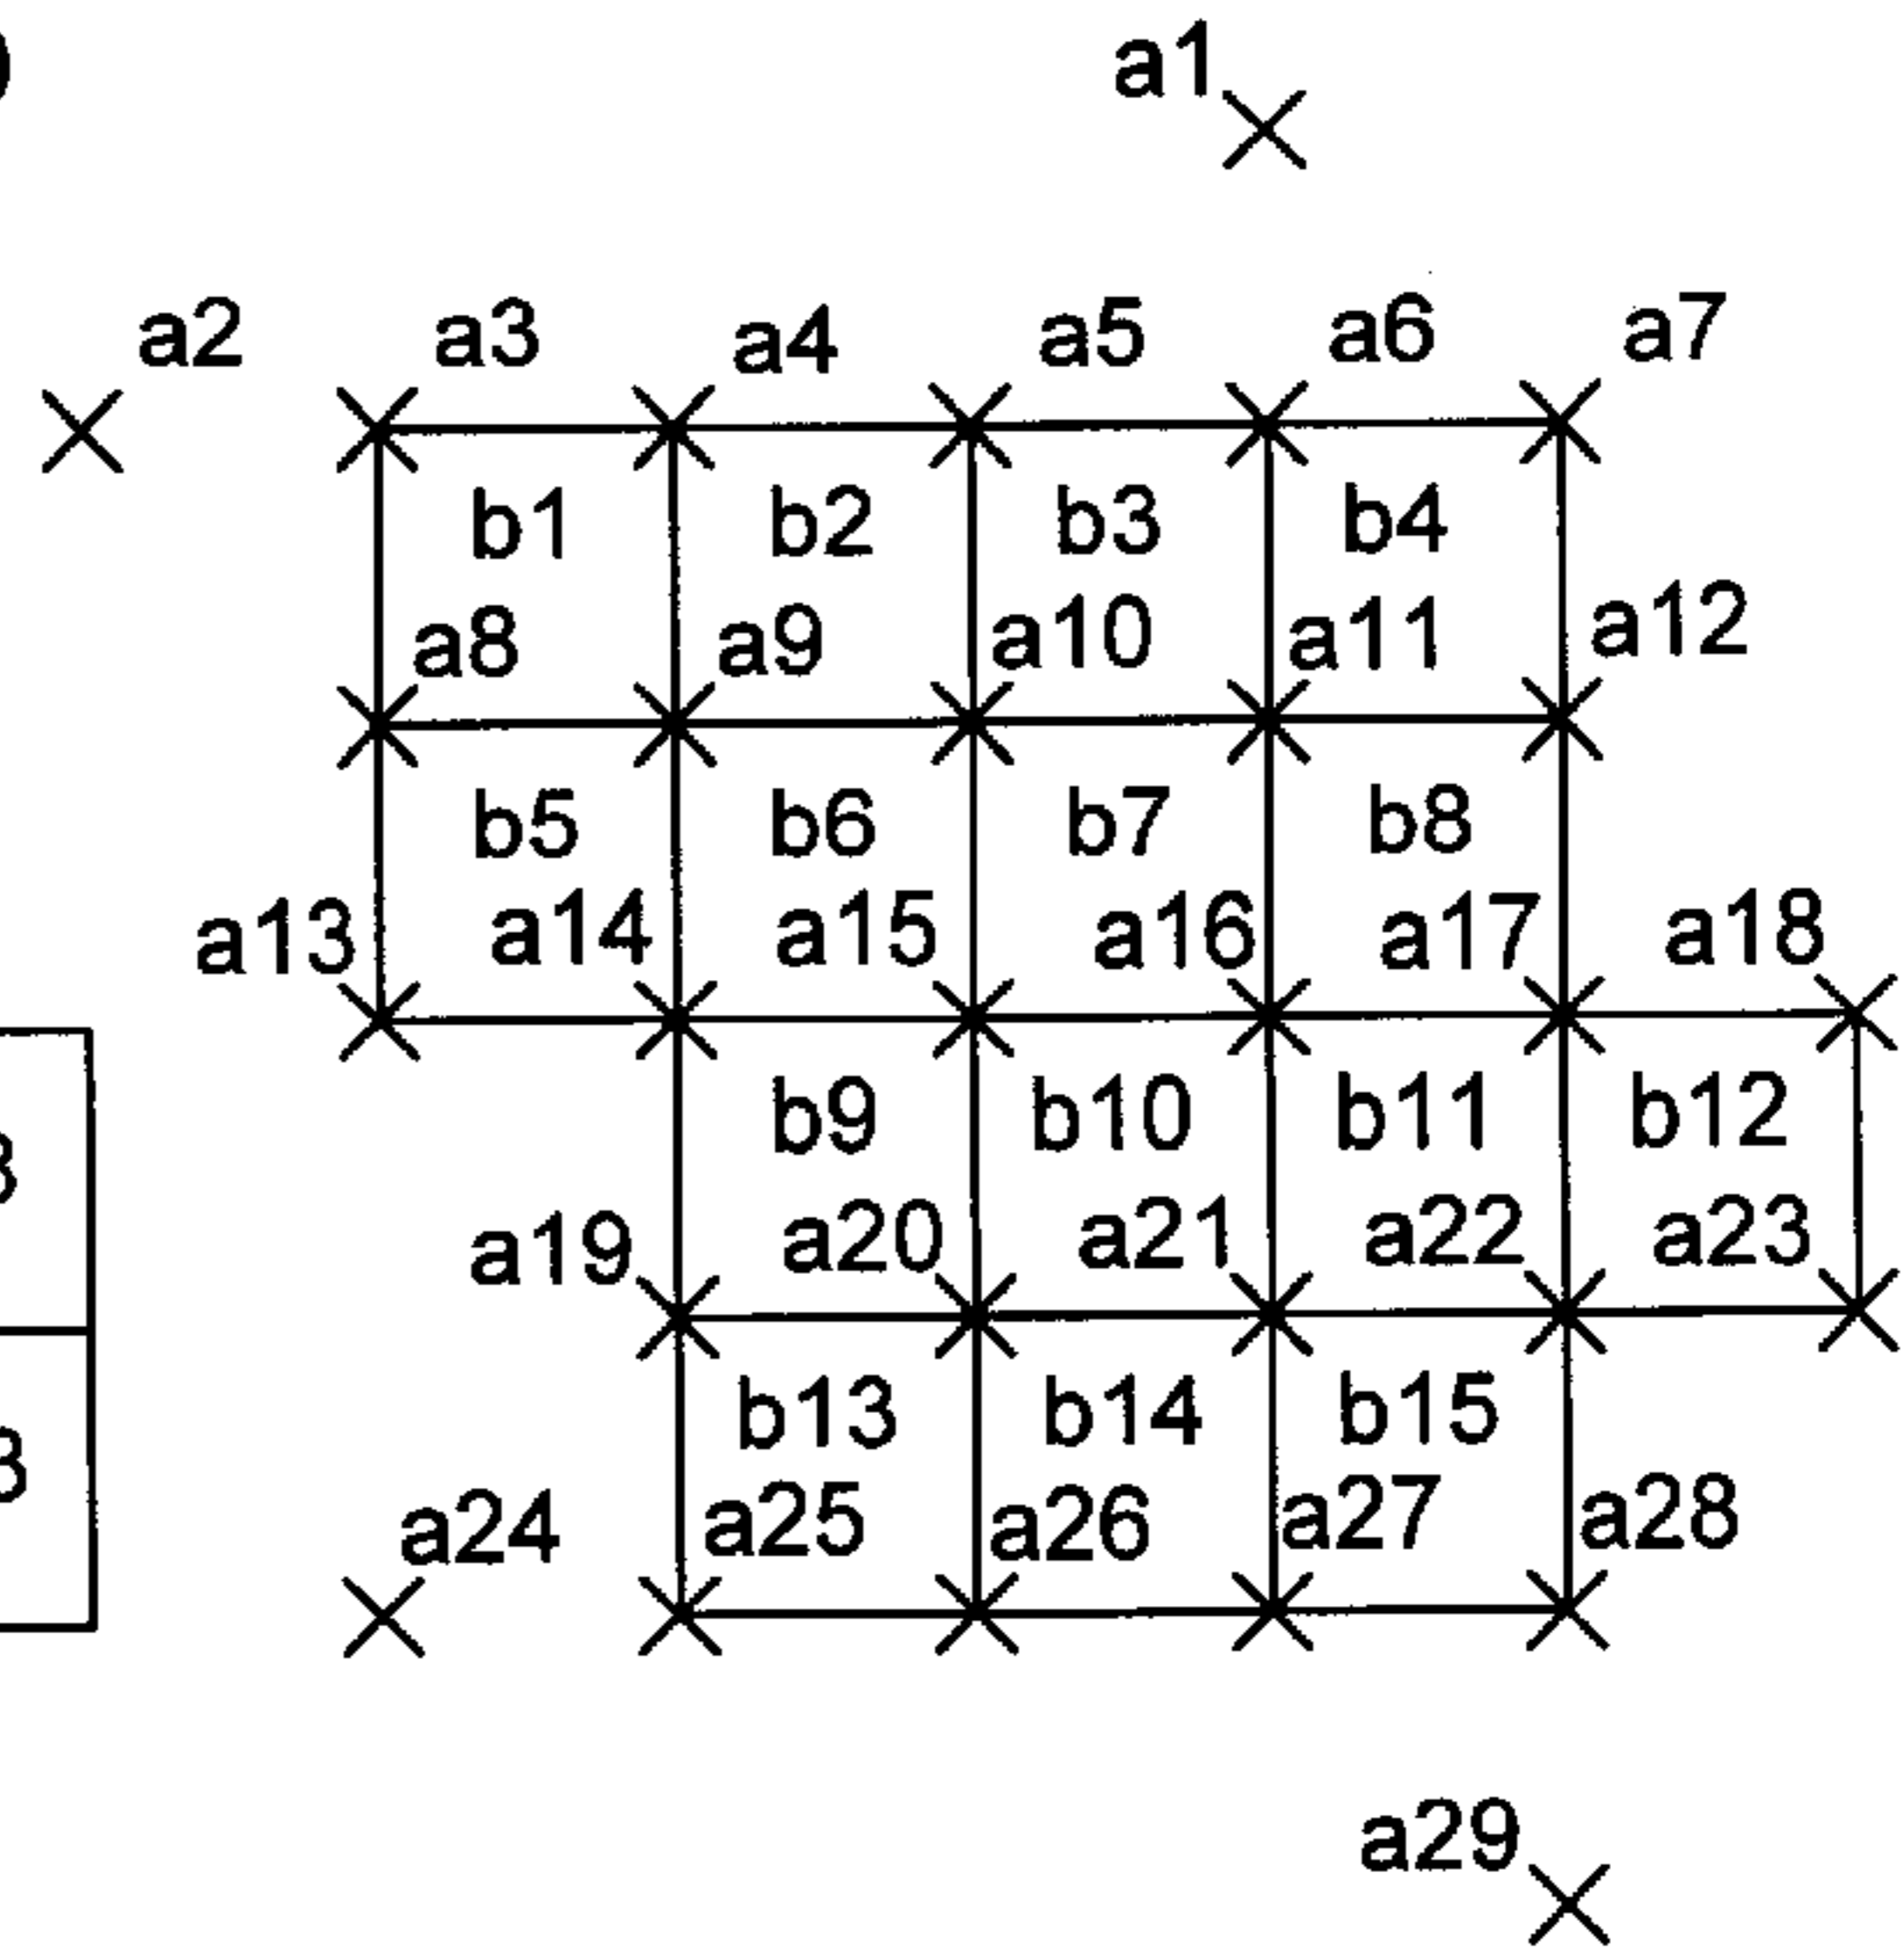 a1
a2 a3 a4 a5 a6 a7
b1 b2 b3 b4
a8 a9 a10 a11 a12
b5 b6 b7 b8
a13 a14 a15 a16 a17 a18
b9 b10 b11 b12
a19 a20 a21 a22 a23
b13 b14 b15
a24 a25 a26 a27 a28
a29